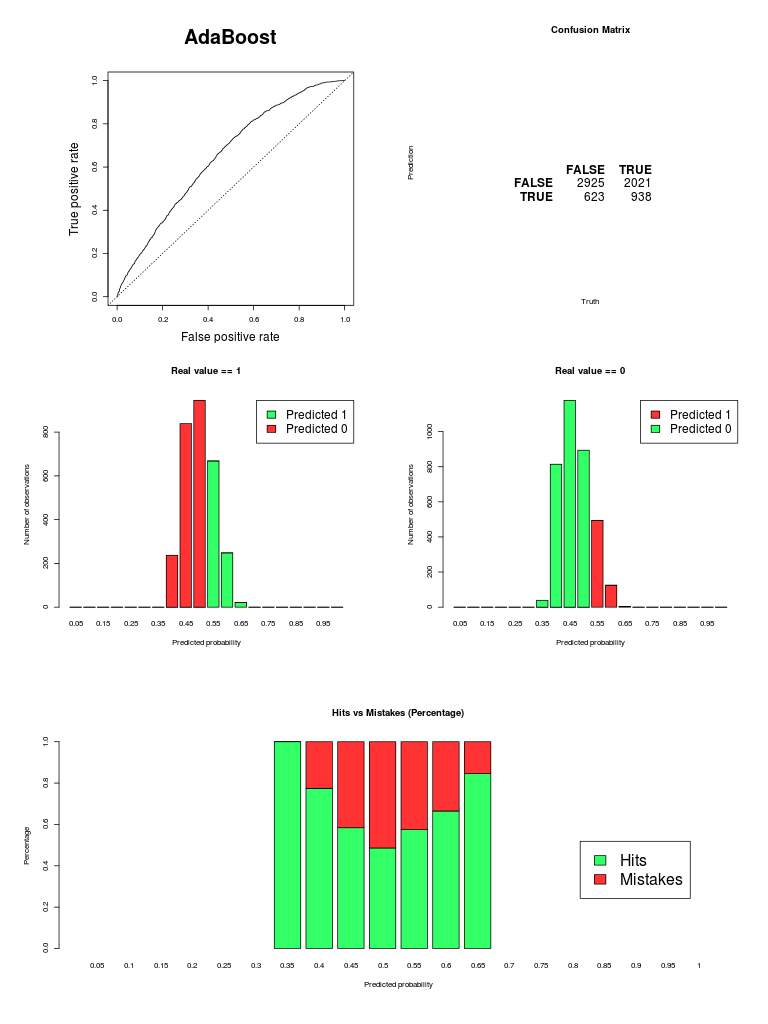 AdaBoost
1.0
0.8
0.6
0.4
0.2
0.0
True positive rate
0.0 0.2 0.4 0.6 0.8 1.0
False positive rate
Confusion Matrix
Prediction
FALSE TRUE
FALSE 2925 2021
TRUE 623 938
Truth
Real value == 1
Predicted 1
Predicted 0
800
600
400
200
0
Number of observations
0.05 0.15 0.25 0.35 0.45 0.55 0.65 0.75 0.85 0.95
Predicted probability
Real value == 0
Predicted 1
Predicted 0
1000
800
600
400
200
0
Number of observations
0.05 0.15 0.25 0.35 0.45 0.55 0.65 0.75 0.85 0.95
Predicted probability
Hits vs Mistakes (Percentage)
1.0
0.8
0.6
0.4
0.2
0.0
Percentage
Hits
Mistakes
0.05 0.1 0.15 0.2 0.25 0.3 0.35 0.4 0.45 0.5 0.55 0.6 0.65 0.7 0.75 0.8 0.85 0.9 0.95 1
Predicted probability